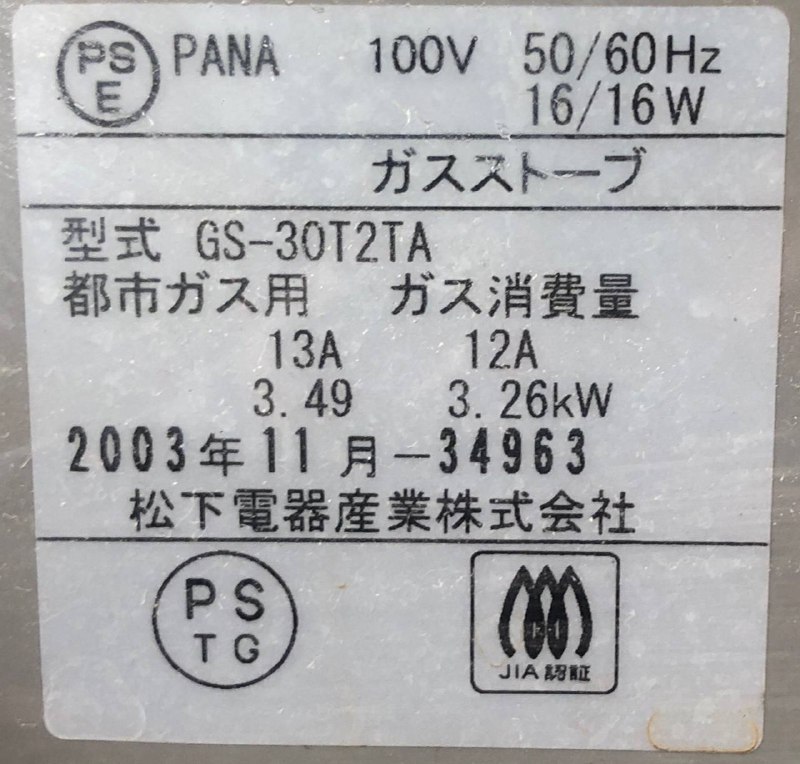 PS E PANA 100V 50/60Hz
16/16W
ガスストーブ
型式 GS-30T2TA
都市ガス用 ガス消費量
13A 12A
3.49 3.26kW
2003年11月-34963
松下電器産業株式会社
PS
TG
JIA認証